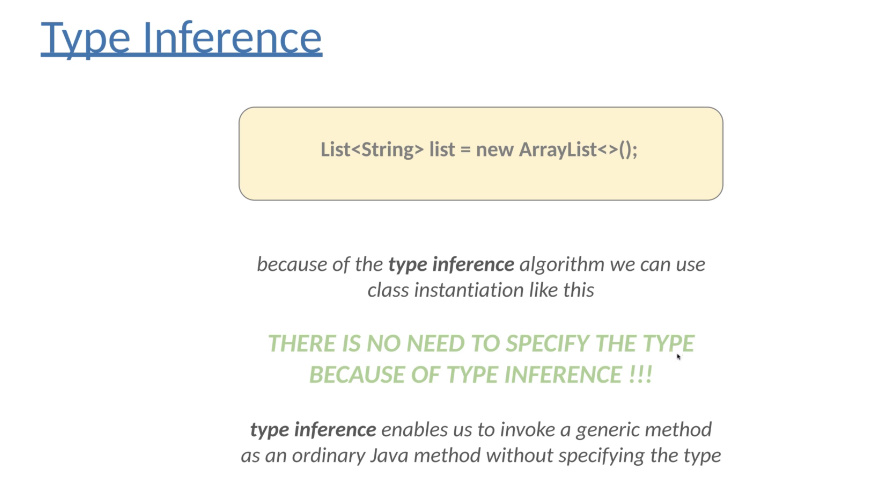 Type Inference
List<String> list = new ArrayList<>();
because of the type inference algorithm we can use
class instantiation like this
THERE IS NO NEED TO SPECIFY THE TYPE
BECAUSE OF TYPE INFERENCE !!!
type inference enables us to invoke a generic method
as an ordinary Java method without specifying the type